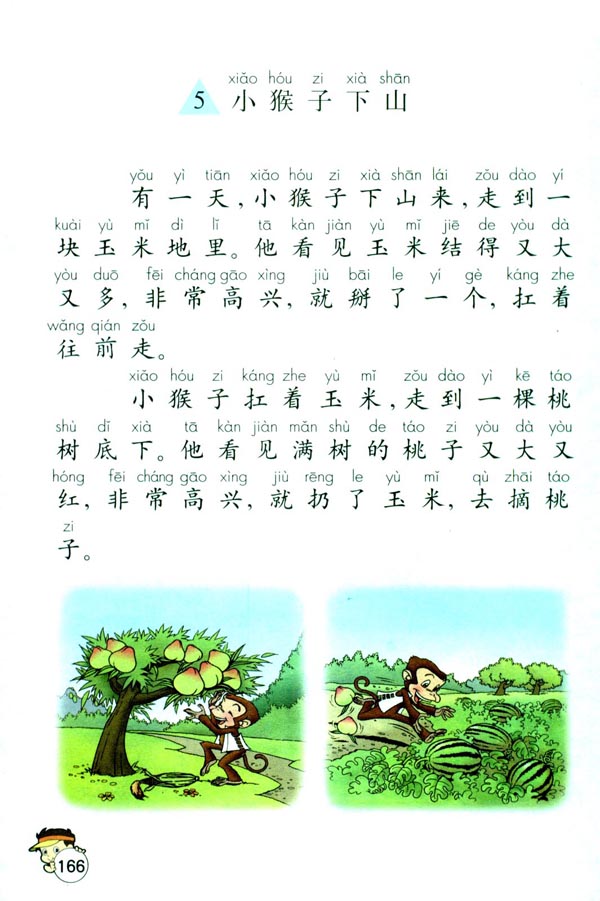 xiǎo hóu zi xià shān
5 小猴子下山
yǒu yì tiān xiǎo hóu zi xià shān lái zǒu dào yí
有一天，小猴子下山来，走到一
kuài yù mǐ dì lǐ tā kàn jiàn yù mǐ jiē de yòu dà
块玉米地里。他看见玉米结得又大
yòu duō fēi cháng gāo xìng jiù bāi le yí gè káng zhe
又多，非常高兴，就掰了一个，扛着
wǎng qián zǒu
往前走。
xiǎo hóu zi káng zhe yù mǐ zǒu dào yì kē táo
小猴子扛着玉米，走到一棵桃
shù dǐ xià tā kàn jiàn mǎn shù de táo zi yòu dà yòu
树底下。他看见满树的桃子又大又
hóng fēi cháng gāo xìng jiù rēng le yù mǐ qù zhāi táo
红，非常高兴，就扔了玉米，去摘桃
zi
子。
166